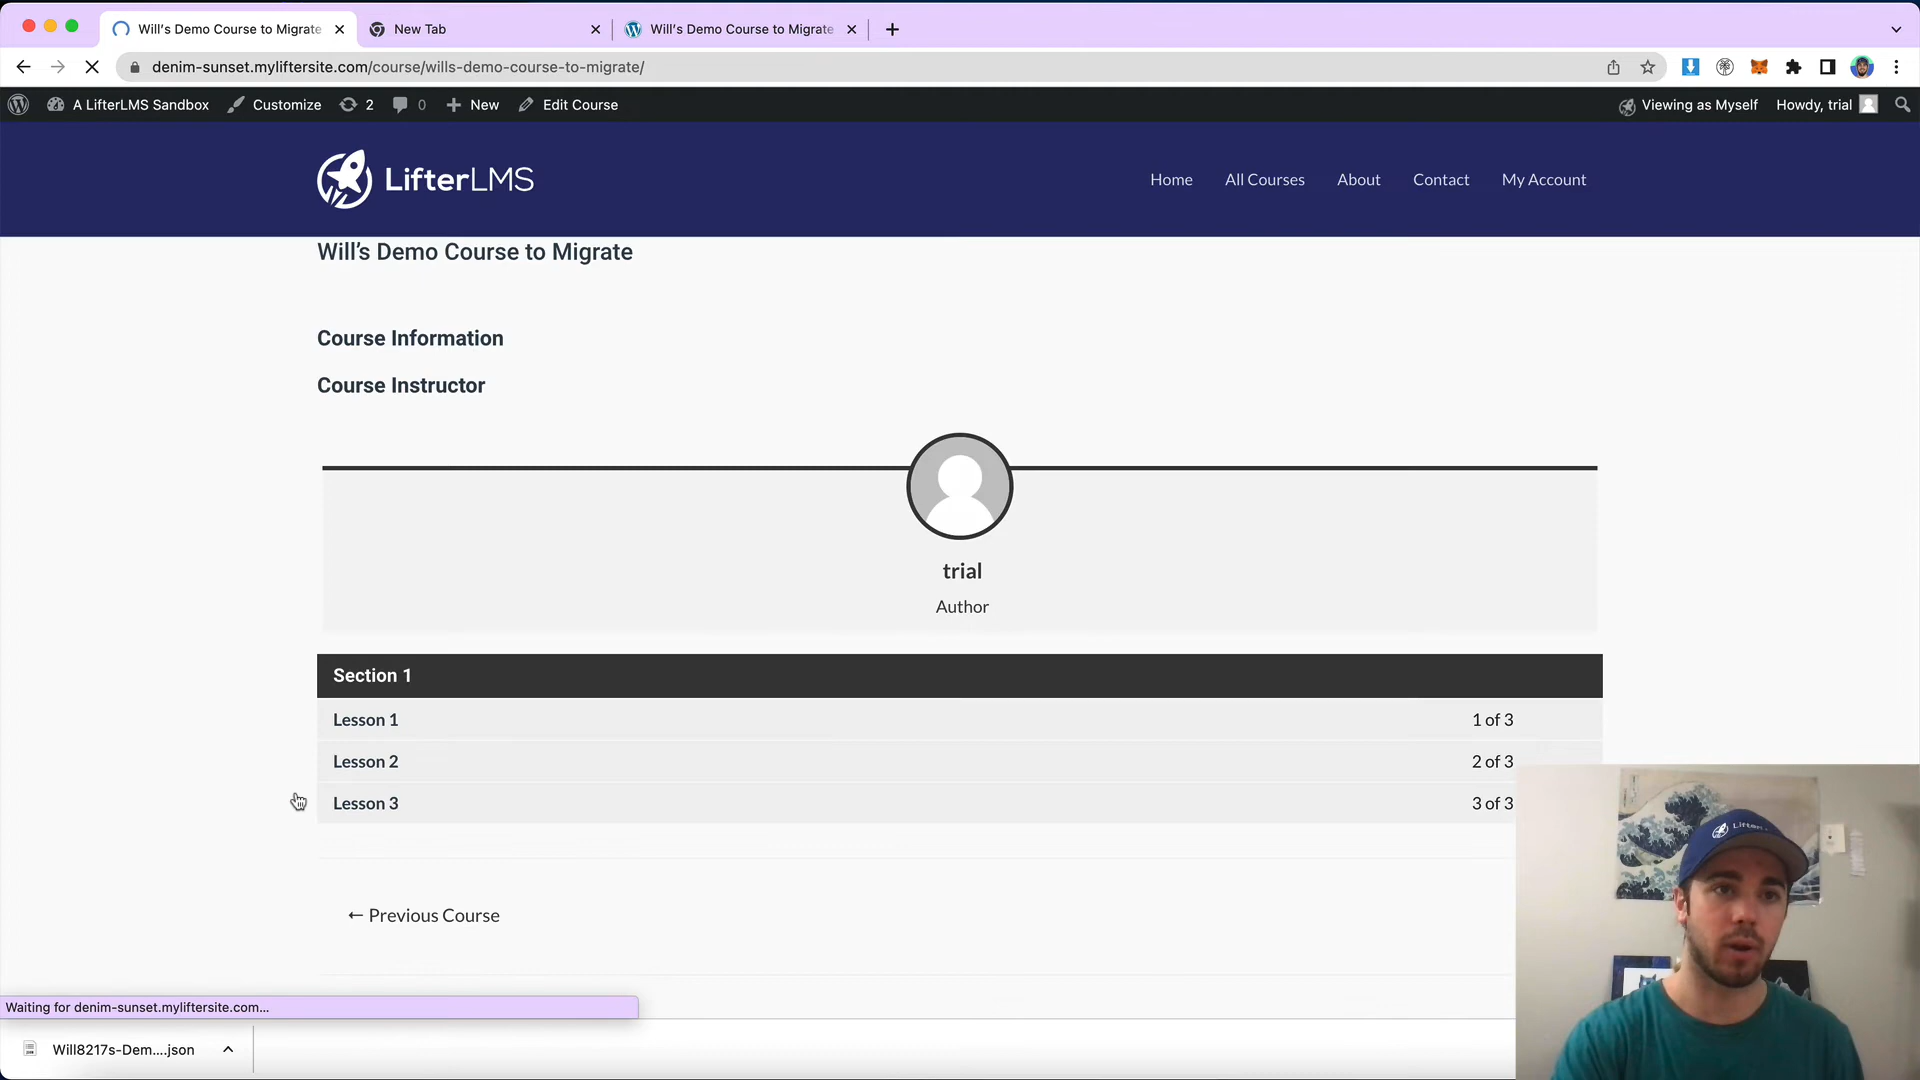 Will's Demo Course to Migrate
New Tab
Will's Demo Course to Migrate
denim-sunset.myliftersite.com/course/wills-demo-course-to-migrate/
A LifterLMS Sandbox
Customize
2
0
New
Edit Course
Viewing as Myself
Howdy, trial
LifterLMS
Home
All Courses
About
Contact
My Account
Will’s Demo Course to Migrate
Course Information
Course Instructor
trial
Author
Section 1
Lesson 1
1 of 3
Lesson 2
2 of 3
Lesson 3
3 of 3
← Previous Course
Waiting for denim-sunset.myliftersite.com...
Will8217s-Dem....json